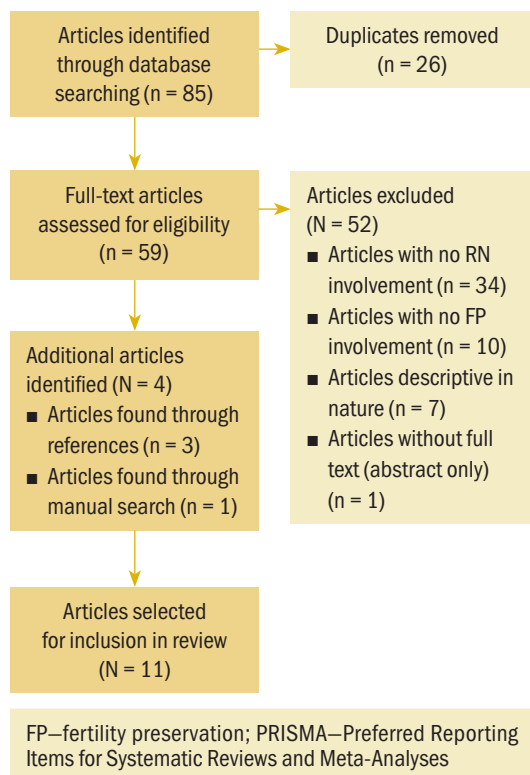 Articles identified
through database
searching (n = 85)
Duplicates removed
(n = 26)
Full-text articles
assessed for eligibility
(n = 59)
Articles excluded
(N = 52)
■ Articles with no RN
involvement (n = 34)
■ Articles with no FP
involvement (n = 10)
■ Articles descriptive in
nature (n = 7)
■ Articles without full
text (abstract only)
(n = 1)
Additional articles
identified (N = 4)
■ Articles found through
references (n = 3)
■ Articles found through
manual search (n = 1)
Articles selected
for inclusion in review
(N = 11)
FP—fertility preservation; PRISMA—Preferred Reporting
Items for Systematic Reviews and Meta-Analyses